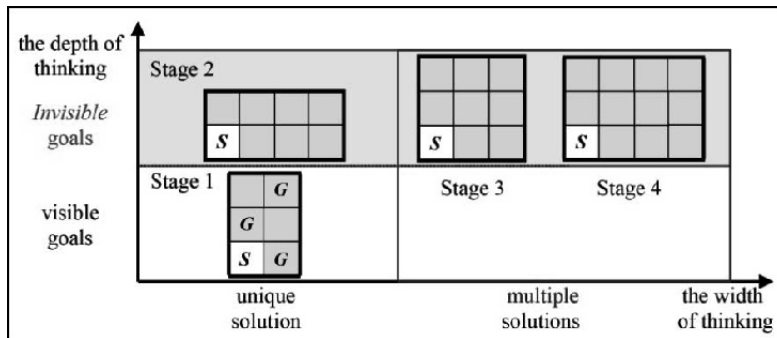 the depth of
thinking
Stage 2
Invisible
goals
S
S
S
Stage 1
G
G
S G
visible
goals
Stage 3
Stage 4
unique
solution
multiple
solutions
the width
of thinking